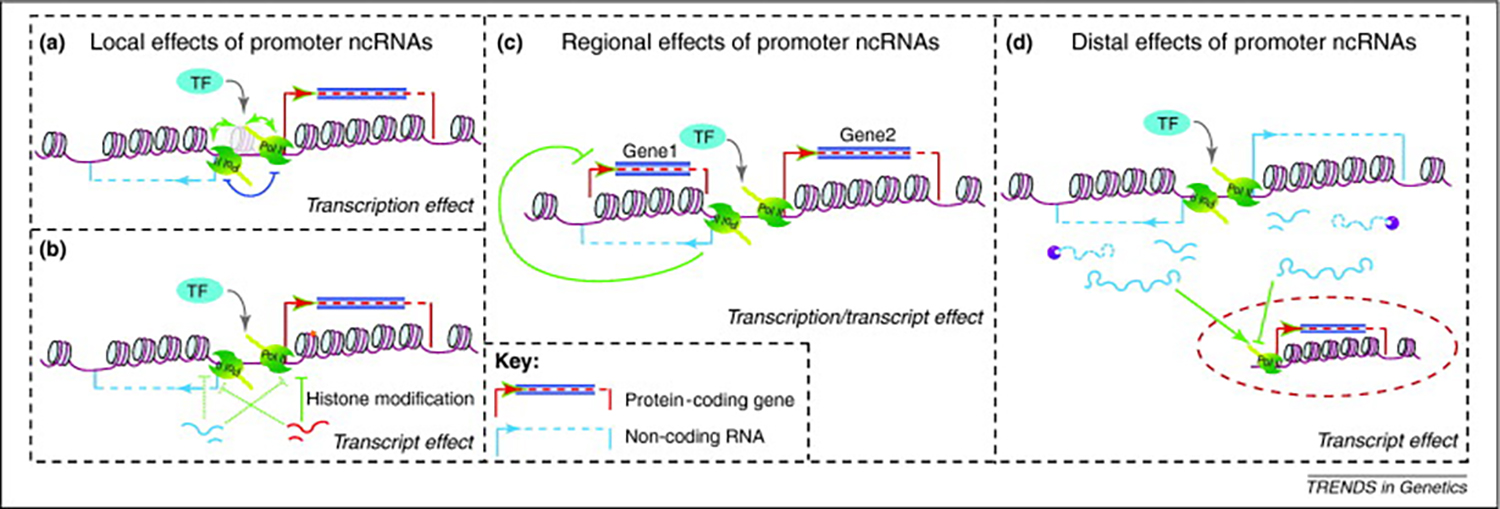 (a) Local effects of promoter ncRNAs
TF
Pol II
Pol II
Transcription effect
(b)
TF
Pol II
Pol II
Histone modification
Transcript effect
(c) Regional effects of promoter ncRNAs
TF
Gene1
Gene2
Pol II
Pol II
Transcription/transcript effect
Key:
Protein-coding gene
Non-coding RNA
(d) Distal effects of promoter ncRNAs
TF
Pol II
Pol II
Pol II
Transcript effect
TRENDS in Genetics